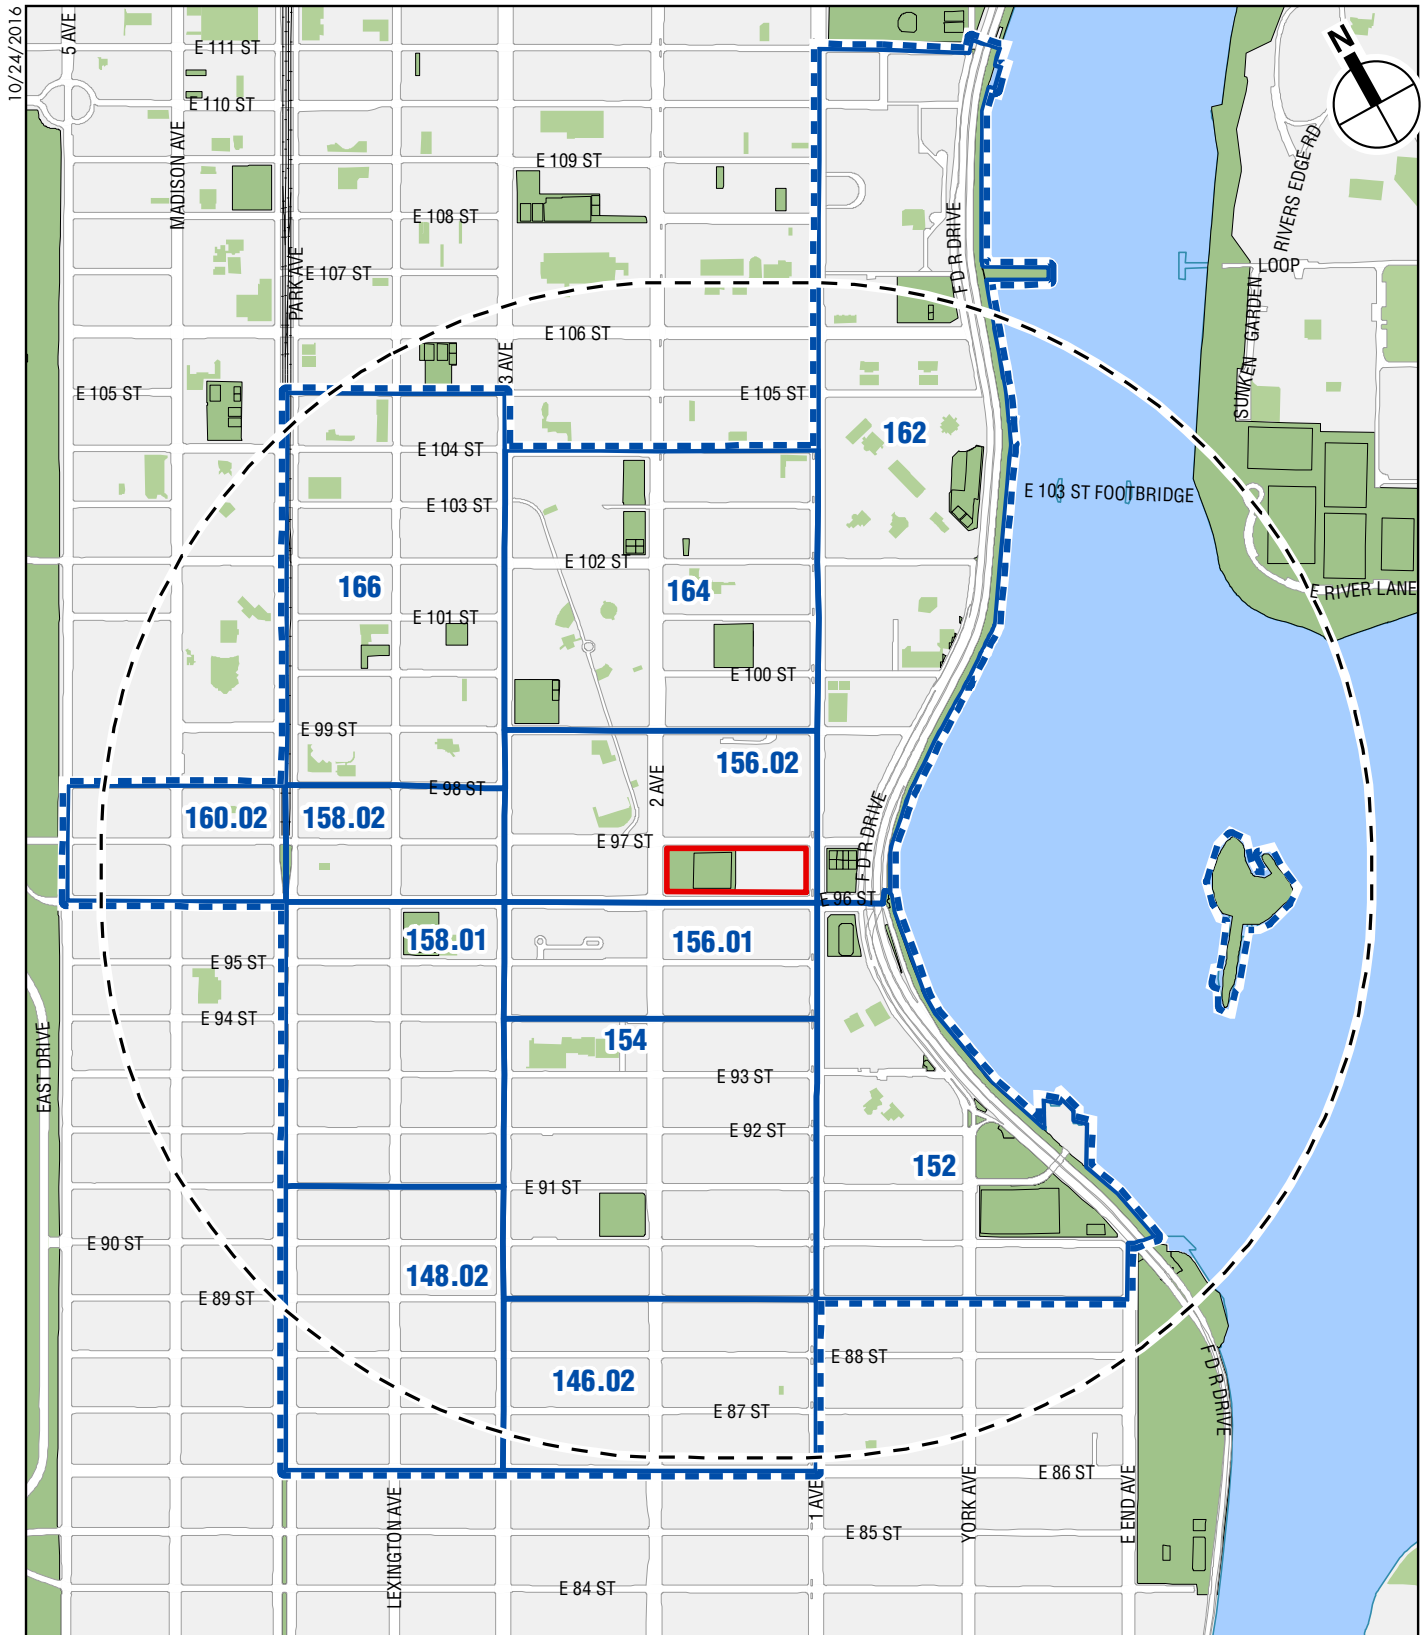 10/24/2016
5 AVE
E 111 ST
N
E 110 ST
MADISON AVE
E 109 ST
RIVERS EDGE RD
E 108 ST
F D R DRIVE
PARK AVE
E 107 ST
LOOP
SUNKEN GARDEN
E 106 ST
3 AVE
E 105 ST
E 105 ST
162
E 104 ST
E 103 ST
E 103 ST FOOTBRIDGE
E 102 ST
166
164
E RIVER LANE
E 101 ST
E 100 ST
E 99 ST
156.02
2 AVE
E 98 ST
F D R DRIVE
160.02
158.02
E 97 ST
E 96 ST
158.01
156.01
E 95 ST
E 94 ST
154
EAST DRIVE
E 93 ST
E 92 ST
152
E 91 ST
E 90 ST
148.02
E 89 ST
E 88 ST
F D R DRIVE
146.02
E 87 ST
E 86 ST
1 AVE
YORK AVE
E END AVE
LEXINGTON AVE
E 85 ST
E 84 ST